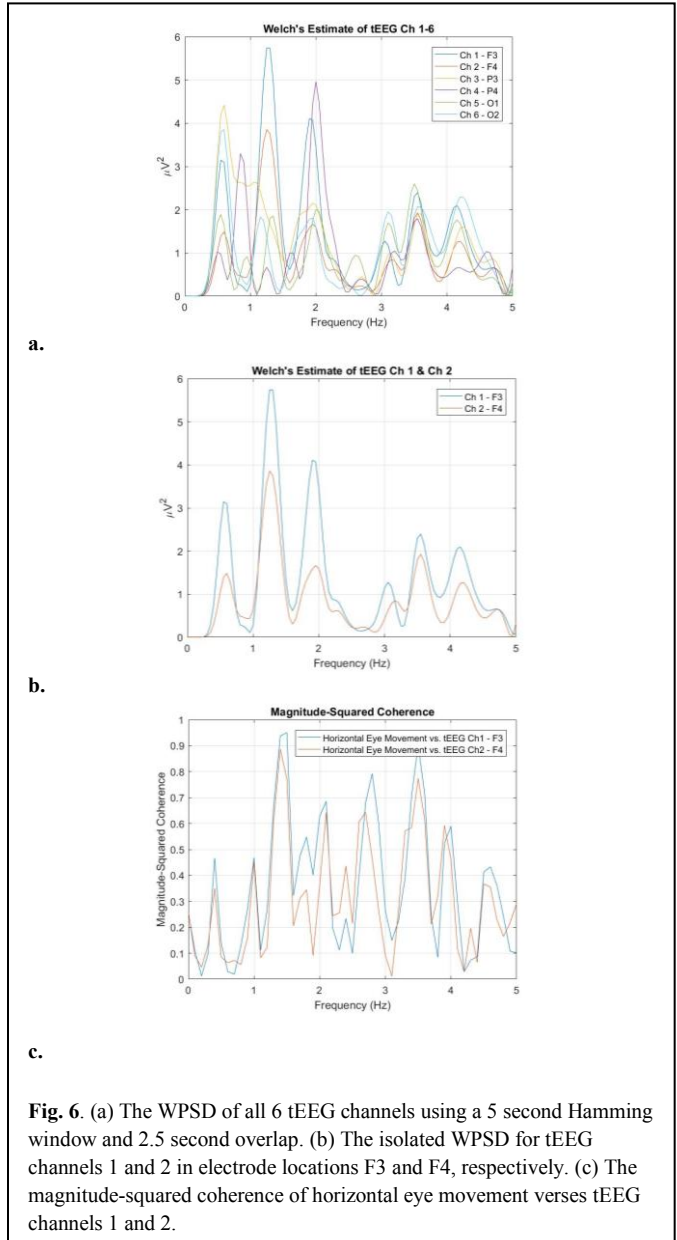 Welch's Estimate of tEEG Ch 1-6
6
5
4
3
2
1
0
μV²
Ch 1 - F3
Ch 2 - F4
Ch 3 - P3
Ch 4 - P4
Ch 5 - O1
Ch 6 - O2
0 1 2 3 4 5
Frequency (Hz)
a.
Welch's Estimate of tEEG Ch 1 & Ch 2
6
5
4
3
2
1
0
μV²
Ch 1 - F3
Ch 2 - F4
0 1 2 3 4 5
Frequency (Hz)
b.
Magnitude-Squared Coherence
1
0.9
0.8
0.7
0.6
0.5
0.4
0.3
0.2
0.1
0
Magnitude-Squared Coherence
Horizontal Eye Movement vs. tEEG Ch1 - F3
Horizontal Eye Movement vs. tEEG Ch2 - F4
0 1 2 3 4 5
Frequency (Hz)
c.
Fig. 6. (a) The WPSD of all 6 tEEG channels using a 5 second Hamming
window and 2.5 second overlap. (b) The isolated WPSD for tEEG
channels 1 and 2 in electrode locations F3 and F4, respectively. (c) The
magnitude-squared coherence of horizontal eye movement verses tEEG
channels 1 and 2.